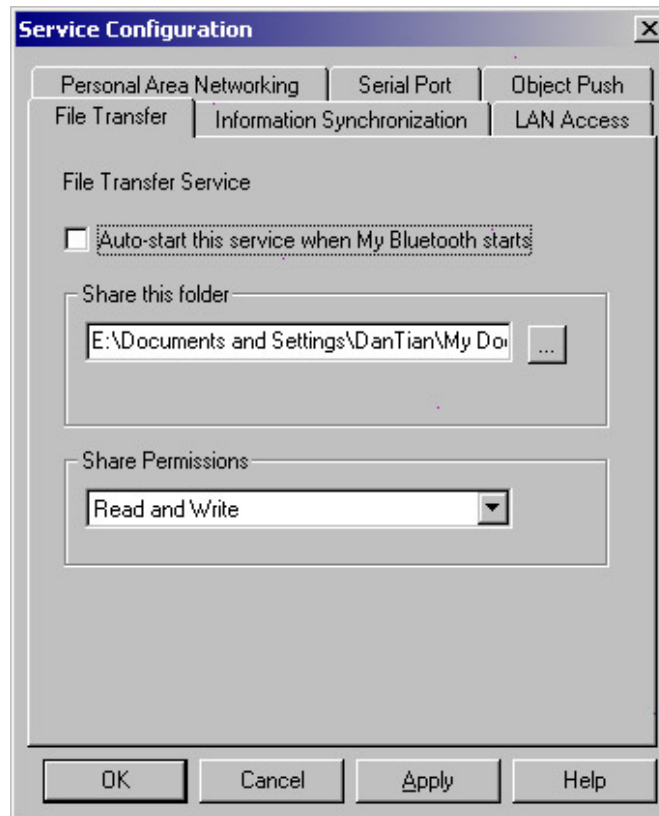 Service Configuration
Personal Area Networking Serial Port Object Push
File Transfer Information Synchronization LAN Access
File Transfer Service
Auto-start this service when My Bluetooth starts
Share this folder
E:\Documents and Settings\DanTian\My Do
...
Share Permissions
Read and Write
OK Cancel Apply Help